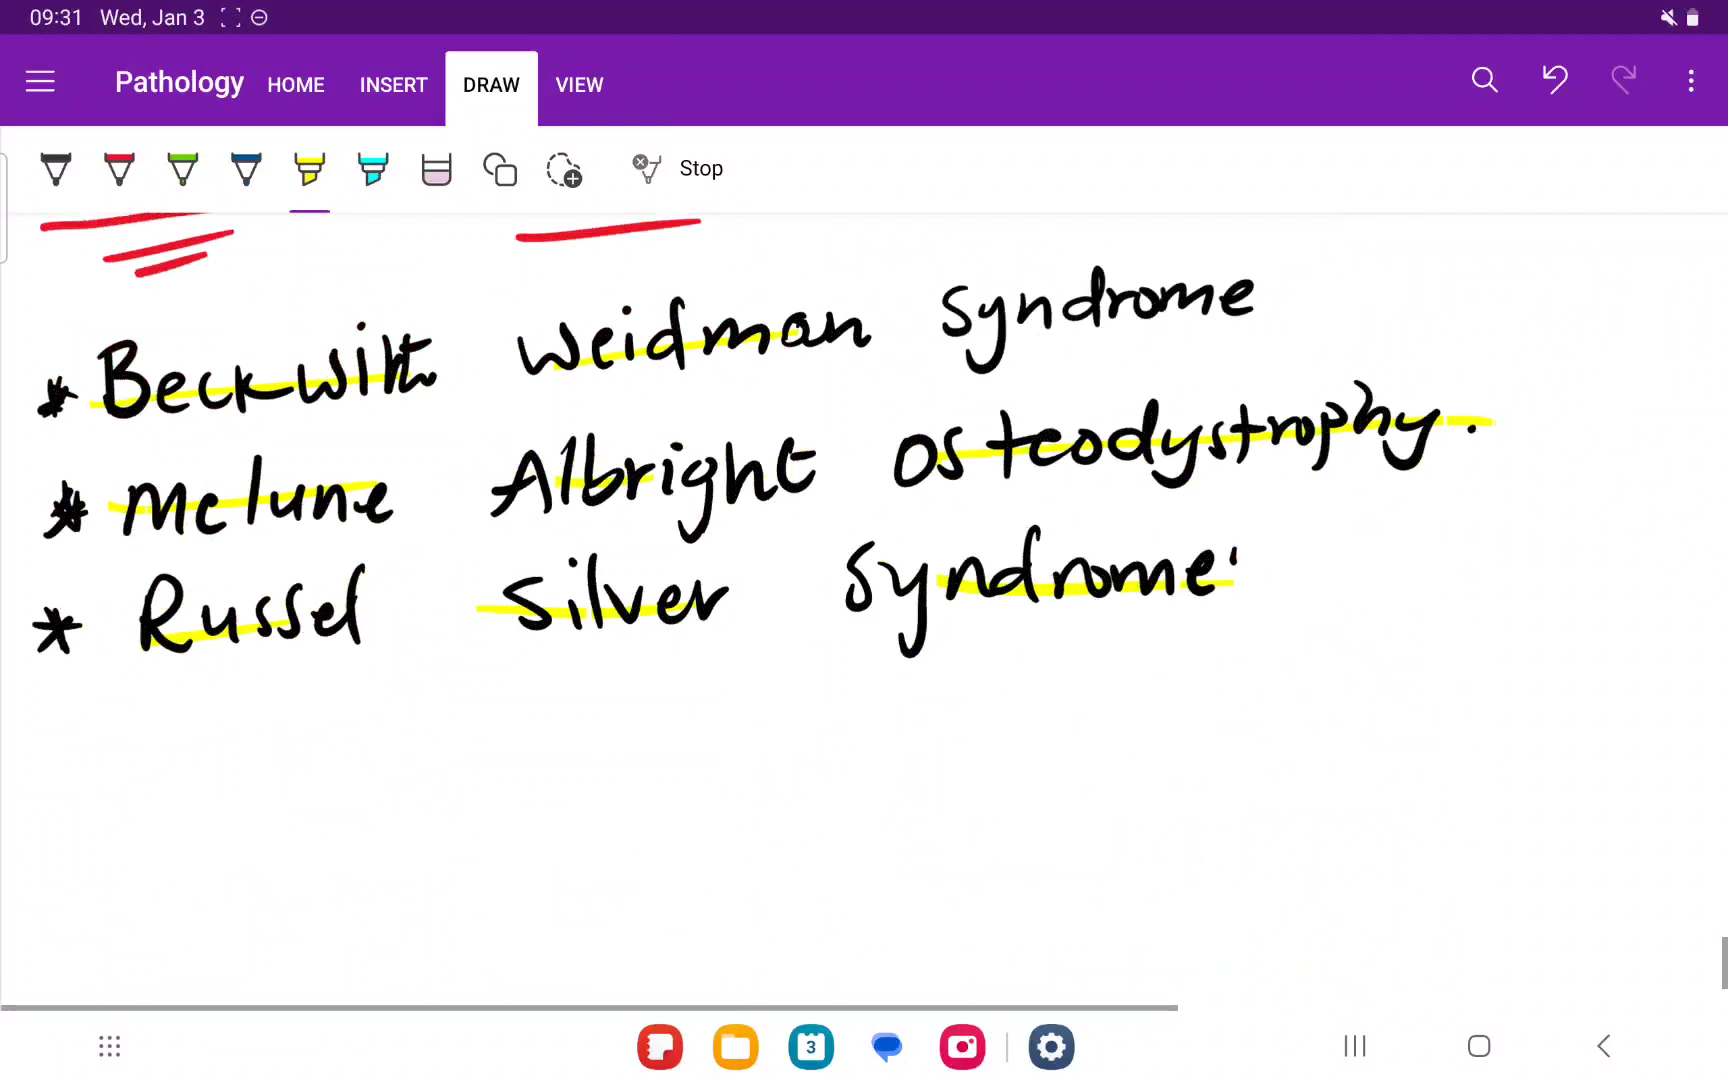 09:31 Wed, Jan 3
Pathology HOME INSERT DRAW VIEW
Stop
* Beckwith Weidman Syndrome
* Mclune Albright Osteodystrophy.
* Russel Silver Syndrome.
3